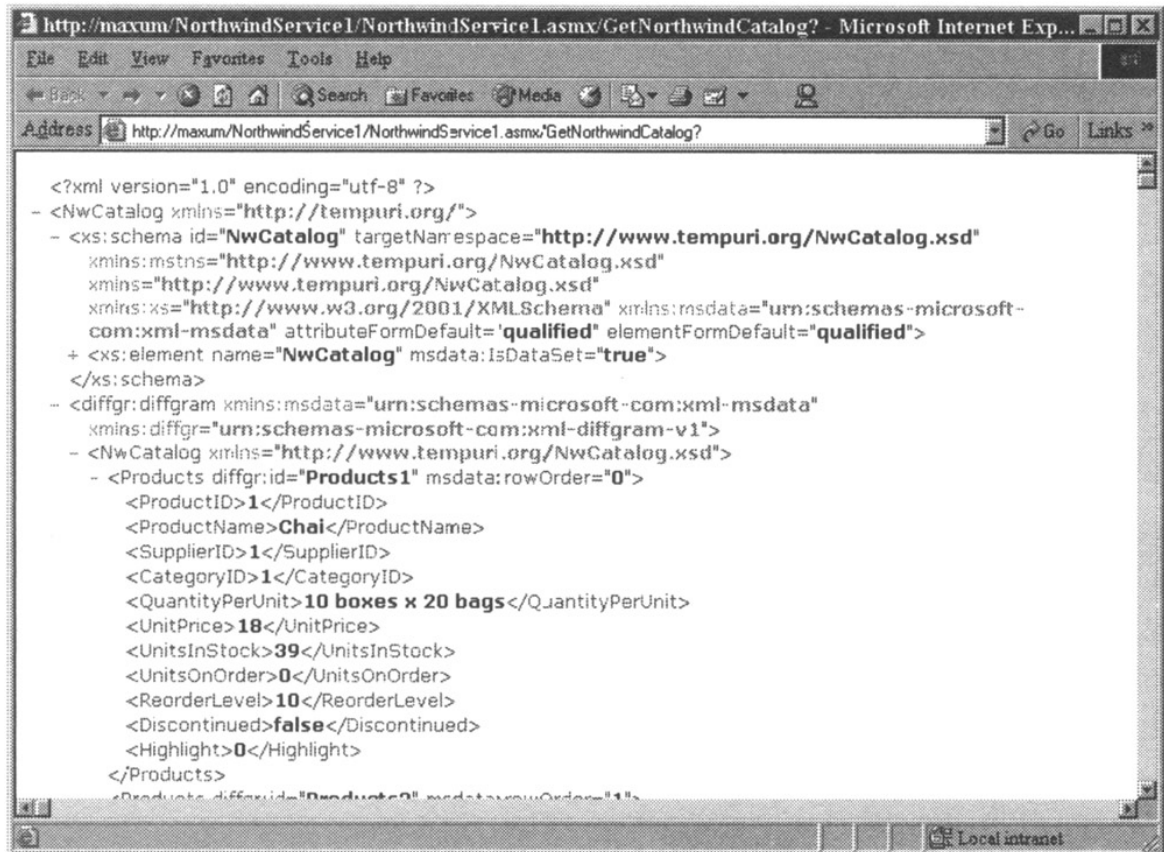 http://maxum/NorthwindService1/NorthwindService1.asmx/GetNorthwindCatalog? - Microsoft Internet Exp...
File Edit View Favorites Tools Help
Back Search Favorites Media
Address http://maxum/NorthwindService1/NorthwindService1.asmx/GetNorthwindCatalog? Go Links »
<?xml version="1.0" encoding="utf-8" ?>
- <NwCatalog xmlns="http://tempuri.org/">
- <xs:schema id="NwCatalog" targetNamespace="http://www.tempuri.org/NwCatalog.xsd"
xmlns:mstns="http://www.tempuri.org/NwCatalog.xsd"
xmlns="http://www.tempuri.org/NwCatalog.xsd"
xmlns:xs="http://www.w3.org/2001/XMLSchema" xmlns:msdata="urn:schemas-microsoft-
com:xml-msdata" attributeFormDefault="qualified" elementFormDefault="qualified">
+ <xs:element name="NwCatalog" msdata:IsDataSet="true">
</xs:schema>
- <diffgr:diffgram xmlns:msdata="urn:schemas-microsoft-com:xml-msdata"
xmlns:diffgr="urn:schemas-microsoft-com:xml-diffgram-v1">
- <NwCatalog xmlns="http://www.tempuri.org/NwCatalog.xsd">
- <Products diffgr:id="Products1" msdata:rowOrder="0">
<ProductID>1</ProductID>
<ProductName>Chai</ProductName>
<SupplierID>1</SupplierID>
<CategoryID>1</CategoryID>
<QuantityPerUnit>10 boxes x 20 bags</QuantityPerUnit>
<UnitPrice>18</UnitPrice>
<UnitsInStock>39</UnitsInStock>
<UnitsOnOrder>0</UnitsOnOrder>
<ReorderLevel>10</ReorderLevel>
<Discontinued>false</Discontinued>
<Highlight>0</Highlight>
</Products>
<Products diffgr:id="Products2" msdata:rowOrder="1">
Local intranet